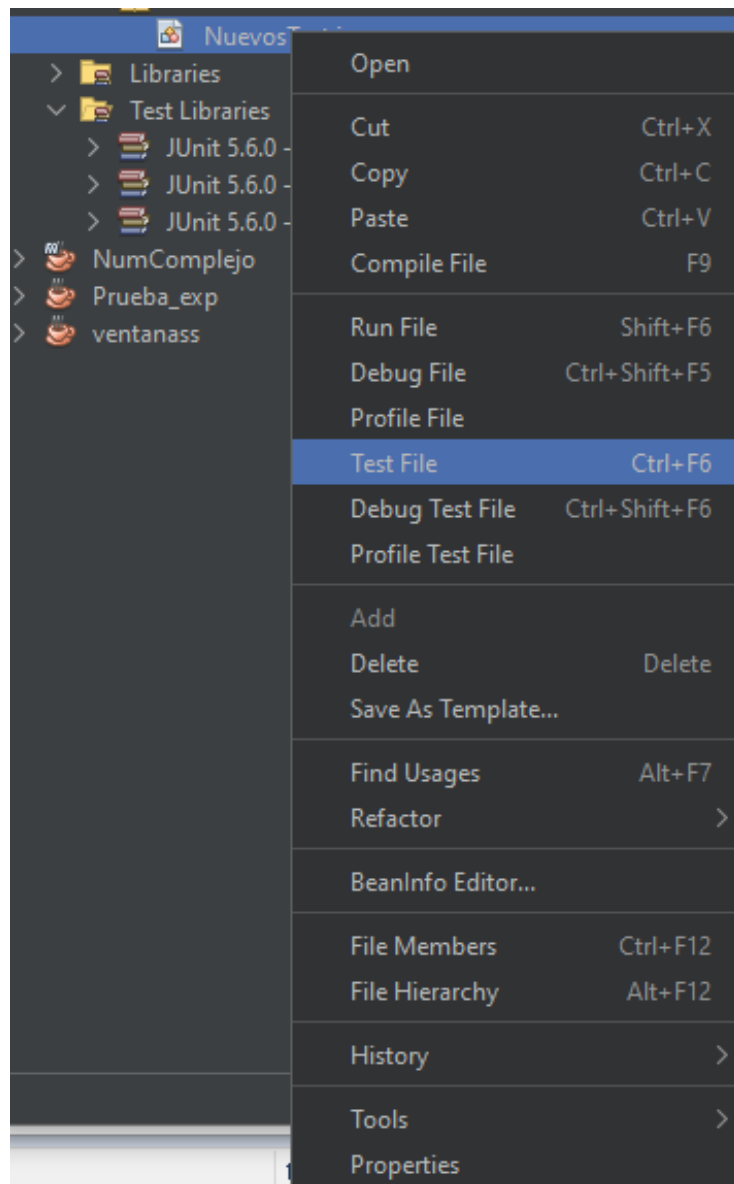 Nuevos
Libraries
Test Libraries
JUnit 5.6.0 -
JUnit 5.6.0 -
JUnit 5.6.0 -
NumComplejo
Prueba_exp
ventanass
Open
Cut Ctrl+X
Copy Ctrl+C
Paste Ctrl+V
Compile File F9
Run File Shift+F6
Debug File Ctrl+Shift+F5
Profile File
Test File Ctrl+F6
Debug Test File Ctrl+Shift+F6
Profile Test File
Add
Delete Delete
Save As Template...
Find Usages Alt+F7
Refactor
BeanInfo Editor...
File Members Ctrl+F12
File Hierarchy Alt+F12
History
Tools
Properties